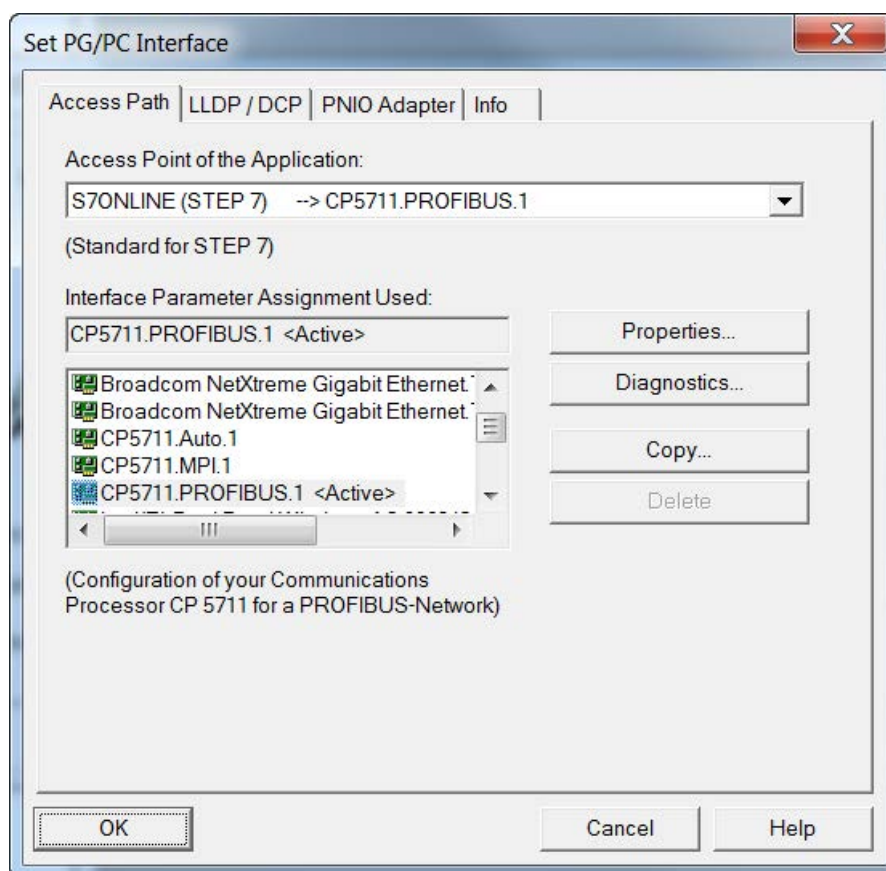 Set PG/PC Interface
Access Path
LLDP / DCP
PNIO Adapter
Info
Access Point of the Application:
S7ONLINE (STEP 7) --> CP5711.PROFIBUS.1
(Standard for STEP 7)
Interface Parameter Assignment Used:
CP5711.PROFIBUS.1 <Active>
Properties...
Diagnostics...
Copy...
Delete
Broadcom NetXtreme Gigabit Ethernet.
Broadcom NetXtreme Gigabit Ethernet.
CP5711.Auto.1
CP5711.MPI.1
CP5711.PROFIBUS.1 <Active>
(Configuration of your Communications
Processor CP 5711 for a PROFIBUS-Network)
OK
Cancel
Help